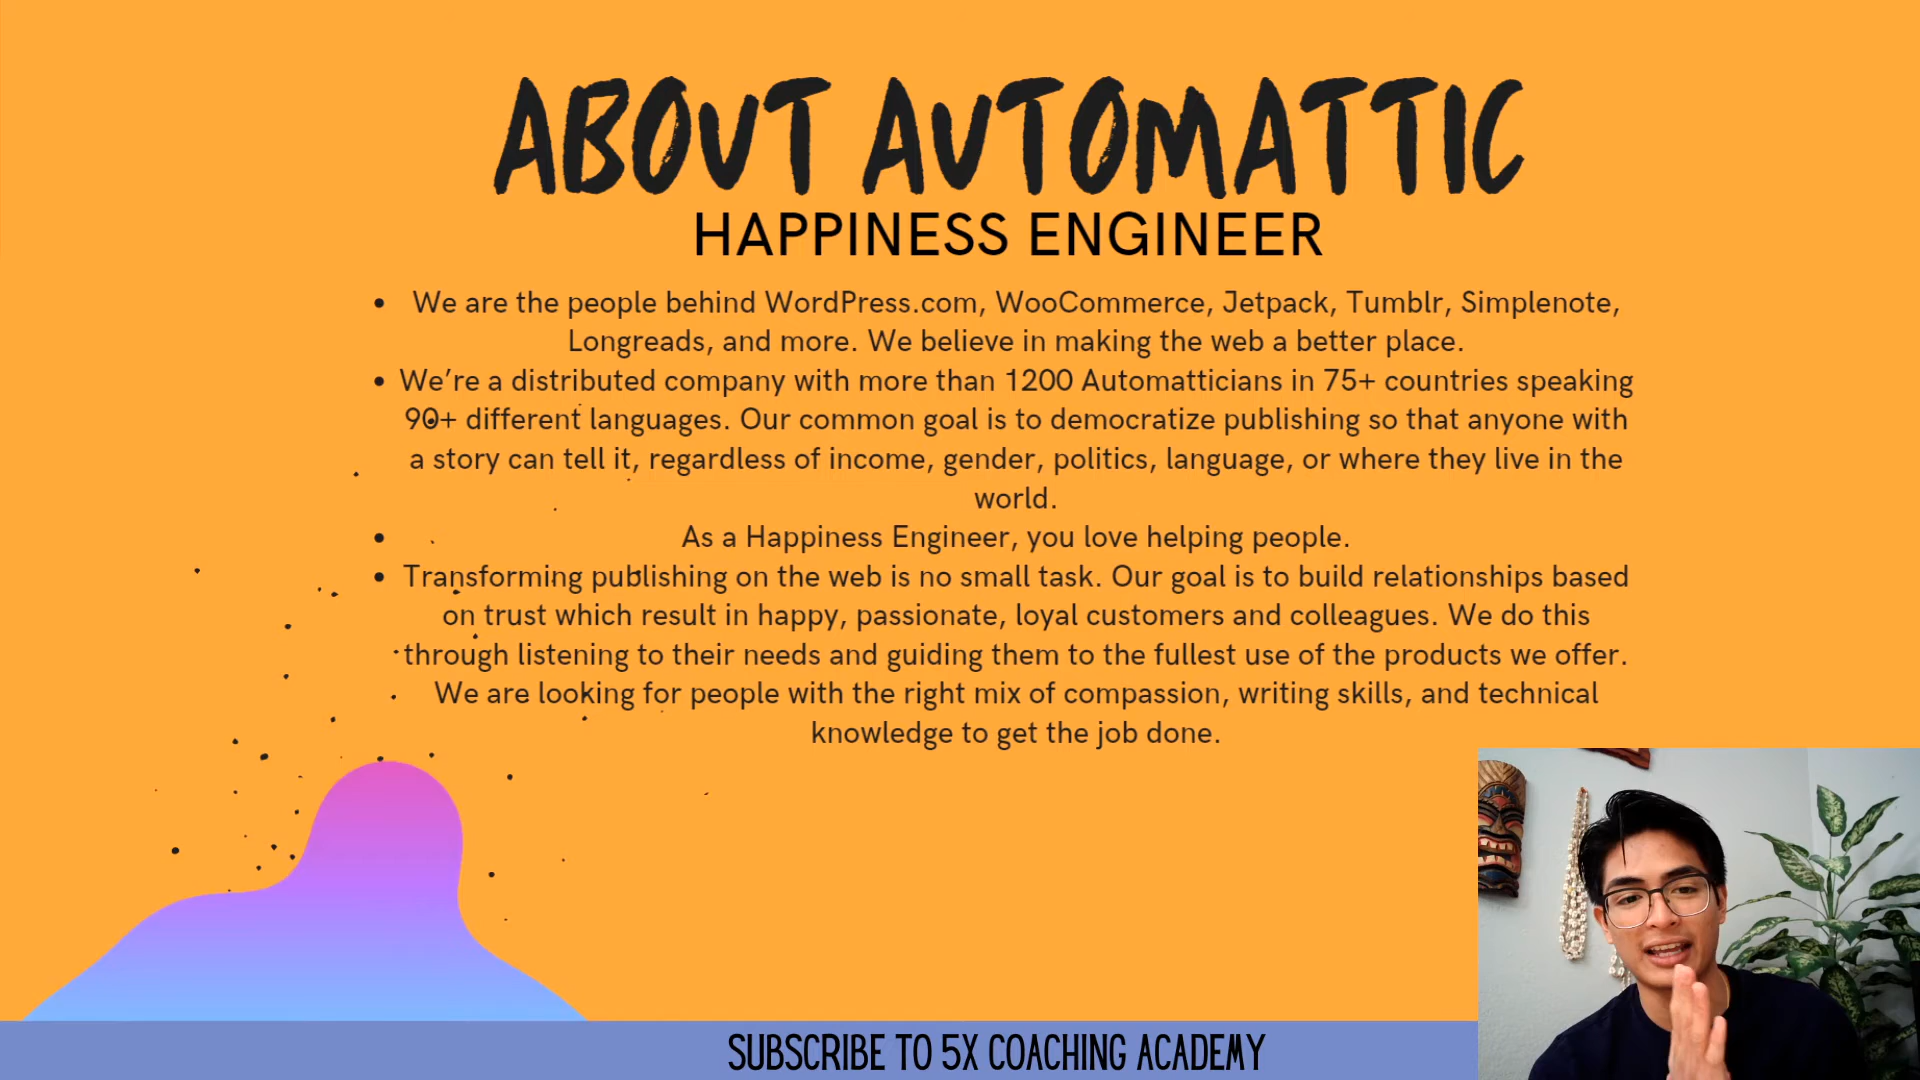 ABOUT AUTOMATTIC
HAPPINESS ENGINEER
• We are the people behind WordPress.com, WooCommerce, Jetpack, Tumblr, Simplenote,
Longreads, and more. We believe in making the web a better place.
• We’re a distributed company with more than 1200 Automatticians in 75+ countries speaking
90+ different languages. Our common goal is to democratize publishing so that anyone with
a story can tell it, regardless of income, gender, politics, language, or where they live in the
world.
• As a Happiness Engineer, you love helping people.
• Transforming publishing on the web is no small task. Our goal is to build relationships based
on trust which result in happy, passionate, loyal customers and colleagues. We do this
through listening to their needs and guiding them to the fullest use of the products we offer.
We are looking for people with the right mix of compassion, writing skills, and technical
knowledge to get the job done.
SUBSCRIBE TO 5X COACHING ACADEMY